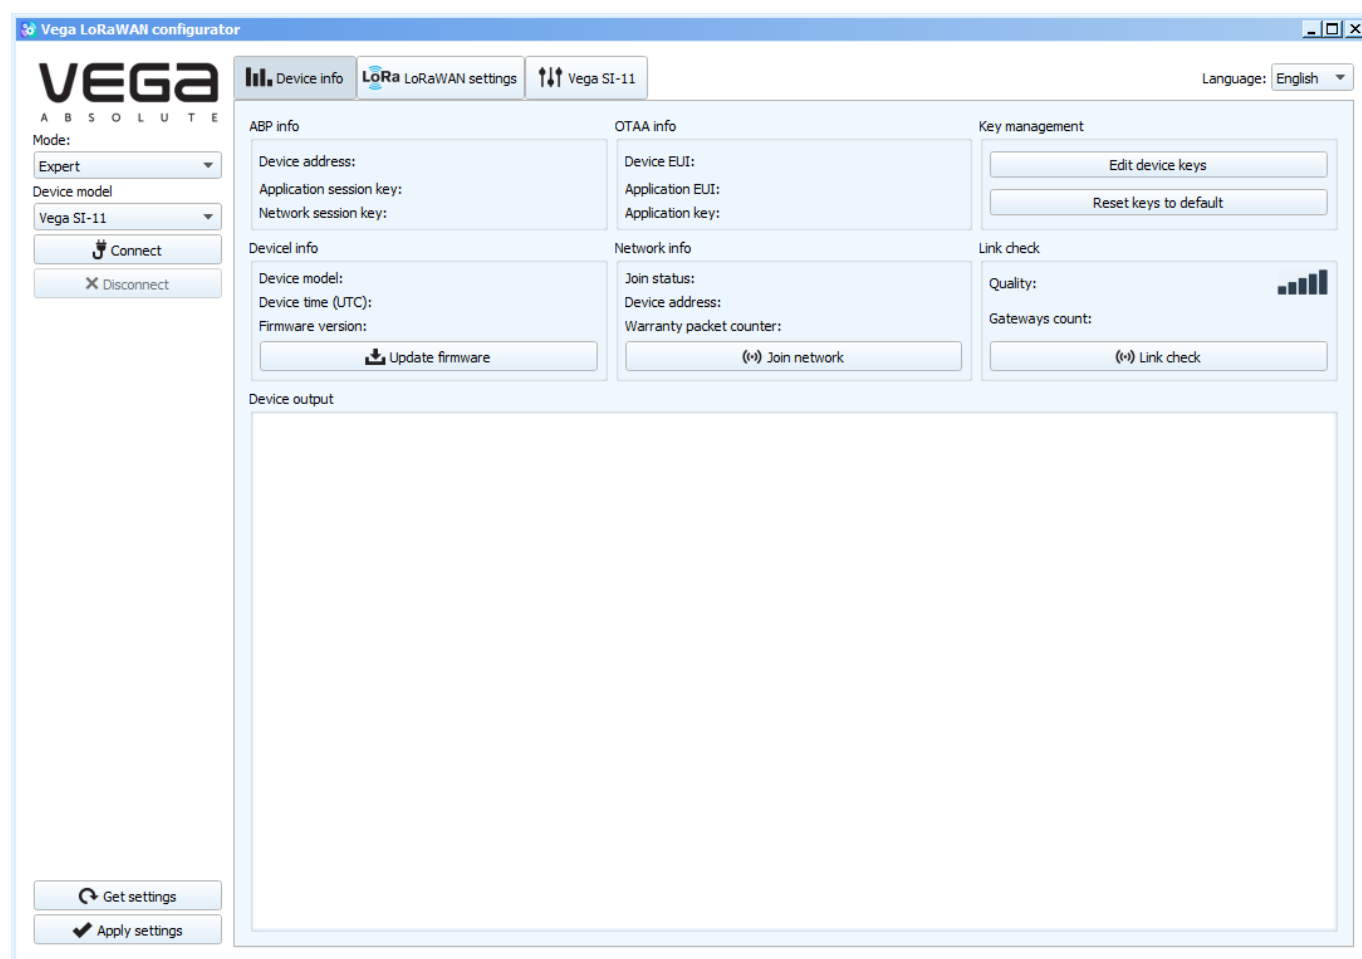 Vega LoRaWAN configurator
VEGA
ABSOLUTE
Mode:
Expert
Device model
Vega SI-11
Connect
Disconnect
Get settings
Apply settings
Device info
LoRa LoRaWAN settings
Vega SI-11
Language: English
ABP info
Device address:
Application session key:
Network session key:
OTAA info
Device EUI:
Application EUI:
Application key:
Key management
Edit device keys
Reset keys to default
Devicel info
Device model:
Device time (UTC):
Firmware version:
Update firmware
Network info
Join status:
Device address:
Warranty packet counter:
Join network
Link check
Quality:
Gateways count:
Link check
Device output